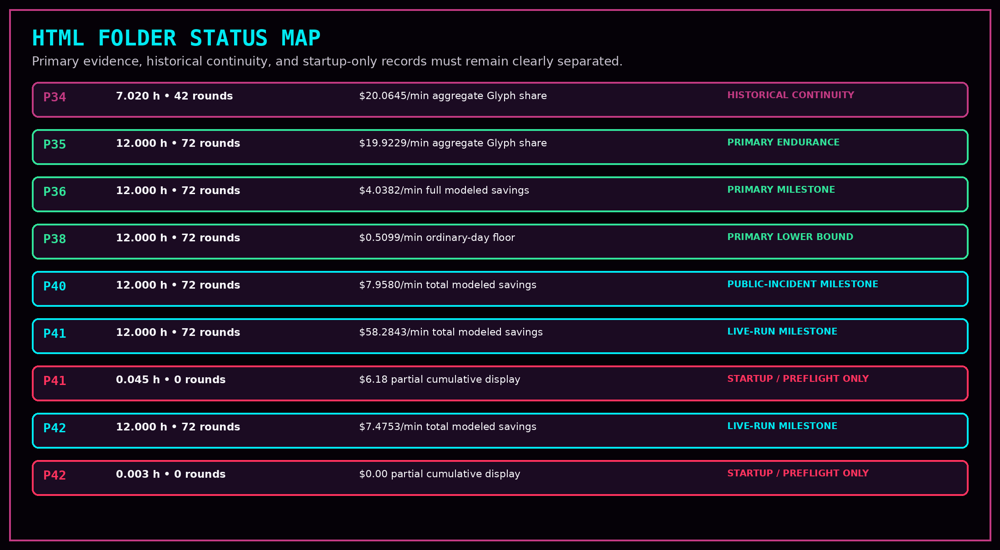 HTML FOLDER STATUS MAP
Primary evidence, historical continuity, and startup-only records must remain clearly separated.
P34 7.020 h • 42 rounds $20.0645/min aggregate Glyph share HISTORICAL CONTINUITY
P35 12.000 h • 72 rounds $19.9229/min aggregate Glyph share PRIMARY ENDURANCE
P36 12.000 h • 72 rounds $4.0382/min full modeled savings PRIMARY MILESTONE
P38 12.000 h • 72 rounds $0.5099/min ordinary-day floor PRIMARY LOWER BOUND
P40 12.000 h • 72 rounds $7.9580/min total modeled savings PUBLIC-INCIDENT MILESTONE
P41 12.000 h • 72 rounds $58.2843/min total modeled savings LIVE-RUN MILESTONE
P41 0.045 h • 0 rounds $6.18 partial cumulative display STARTUP / PREFLIGHT ONLY
P42 12.000 h • 72 rounds $7.4753/min total modeled savings LIVE-RUN MILESTONE
P42 0.003 h • 0 rounds $0.00 partial cumulative display STARTUP / PREFLIGHT ONLY